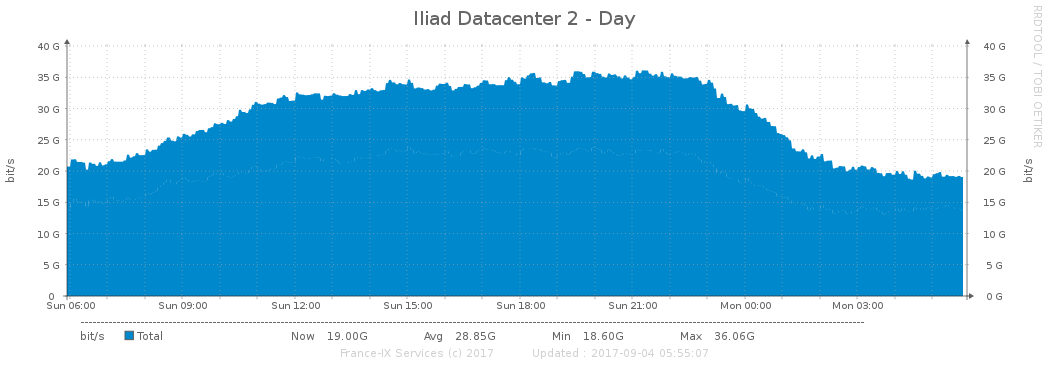 Iliad Datacenter 2 - Day
RRDTOOL / TOBI OETIKER
40 G 40 G
35 G 35 G
30 G 30 G
25 G 25 G
20 G 20 G
15 G 15 G
10 G 10 G
5 G 5 G
0 0 G
bit/s bit/s
Sun 06:00 Sun 09:00 Sun 12:00 Sun 15:00 Sun 18:00 Sun 21:00 Mon 00:00 Mon 03:00
bit/s Total Now 19.00G Avg 28.85G Min 18.60G Max 36.06G
France-IX Services (c) 2017 Updated : 2017-09-04 05:55:07